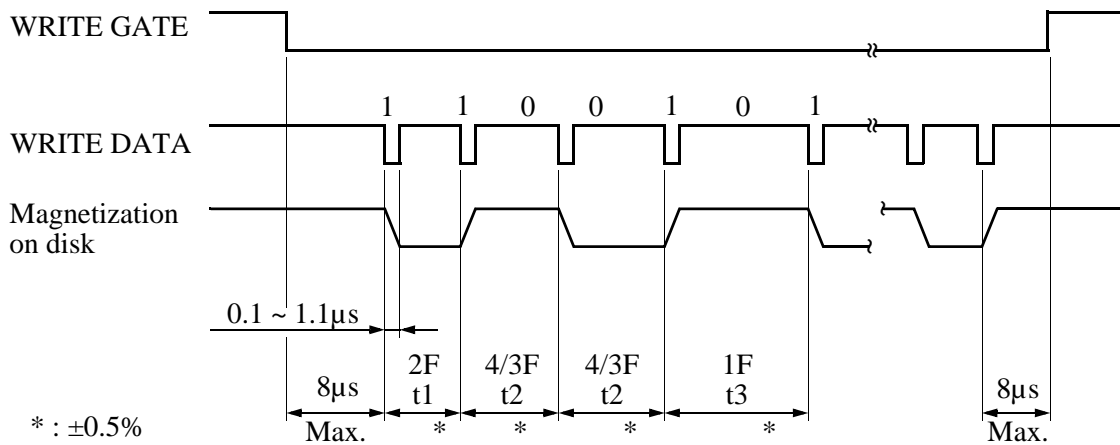 WRITE GATE
1 1 0 0 1 0 1
WRITE DATA
Magnetization
on disk
0.1 ~ 1.1µs
2F 4/3F 4/3F 1F
8µs t1 t2 t2 t3 8µs
* : ±0.5% Max. * * * * Max.